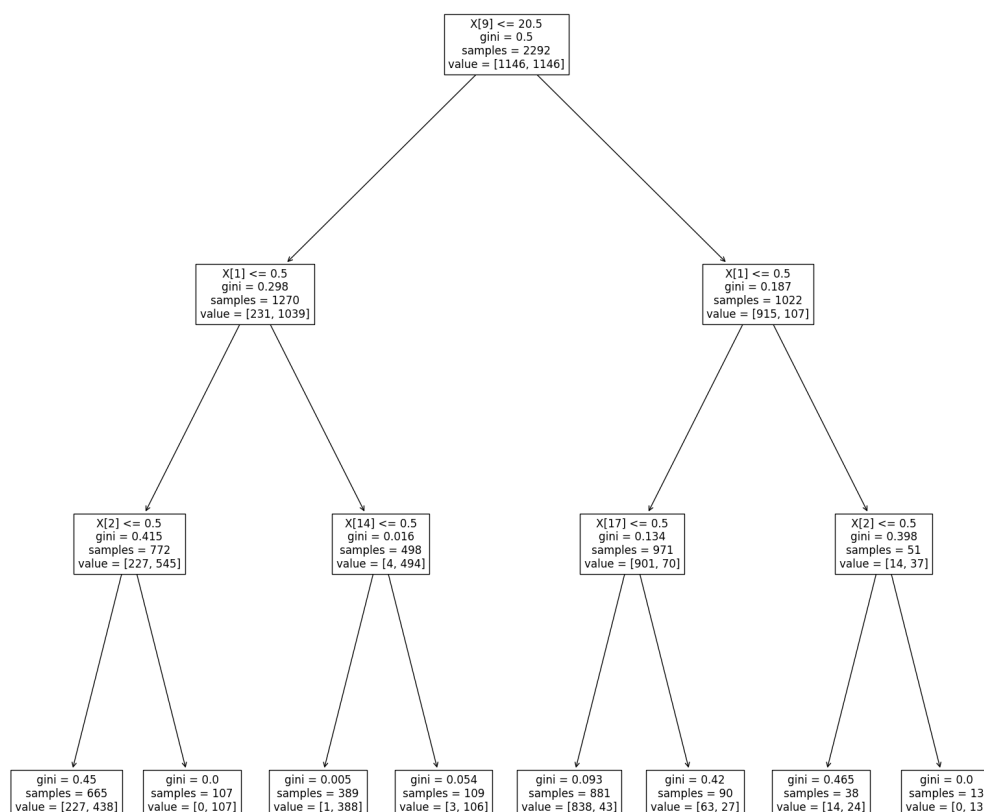 X[9] <= 20.5
gini = 0.5
samples = 2292
value = [1146, 1146]
X[1] <= 0.5
gini = 0.298
samples = 1270
value = [231, 1039]
X[1] <= 0.5
gini = 0.187
samples = 1022
value = [915, 107]
X[2] <= 0.5
gini = 0.415
samples = 772
value = [227, 545]
X[14] <= 0.5
gini = 0.016
samples = 498
value = [4, 494]
X[17] <= 0.5
gini = 0.134
samples = 971
value = [901, 70]
X[2] <= 0.5
gini = 0.398
samples = 51
value = [14, 37]
gini = 0.45
samples = 665
value = [227, 438]
gini = 0.0
samples = 107
value = [0, 107]
gini = 0.005
samples = 389
value = [1, 388]
gini = 0.054
samples = 109
value = [3, 106]
gini = 0.093
samples = 881
value = [838, 43]
gini = 0.42
samples = 90
value = [63, 27]
gini = 0.465
samples = 38
value = [14, 24]
gini = 0.0
samples = 13
value = [0, 13